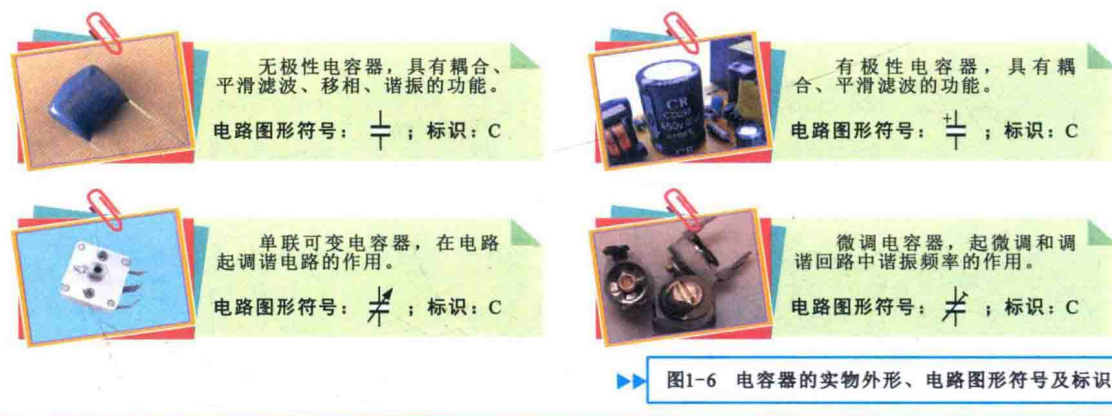 无极性电容器，具有耦合、
平滑滤波、移相、谐振的功能。
电路图形符号： ；标识：C
有极性电容器，具有耦
合、平滑滤波的功能。
电路图形符号： ；标识：C
CR
单联可变电容器，在电路
起调谐电路的作用。
电路图形符号： ；标识：C
微调电容器，起微调和调
谐回路中谐振频率的作用。
电路图形符号： ；标识：C
图1-6 电容器的实物外形、电路图形符号及标识